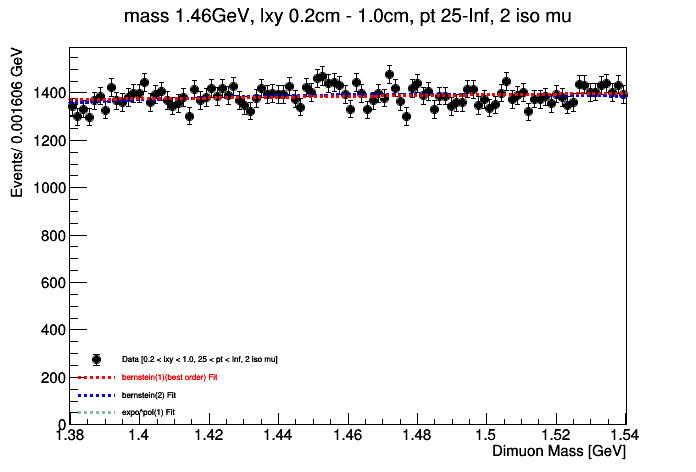 mass 1.46GeV, lxy 0.2cm - 1.0cm, pt 25-Inf, 2 iso mu
Events/ 0.001606 GeV
1400
1200
1000
800
600
400
200
0
Data [0.2 < lxy < 1.0, 25 < pt < Inf, 2 iso mu]
bernstein(1)(best order) Fit
bernstein(2) Fit
expo*pol(1) Fit
1.38 1.4 1.42 1.44 1.46 1.48 1.5 1.52 1.54
Dimuon Mass [GeV]